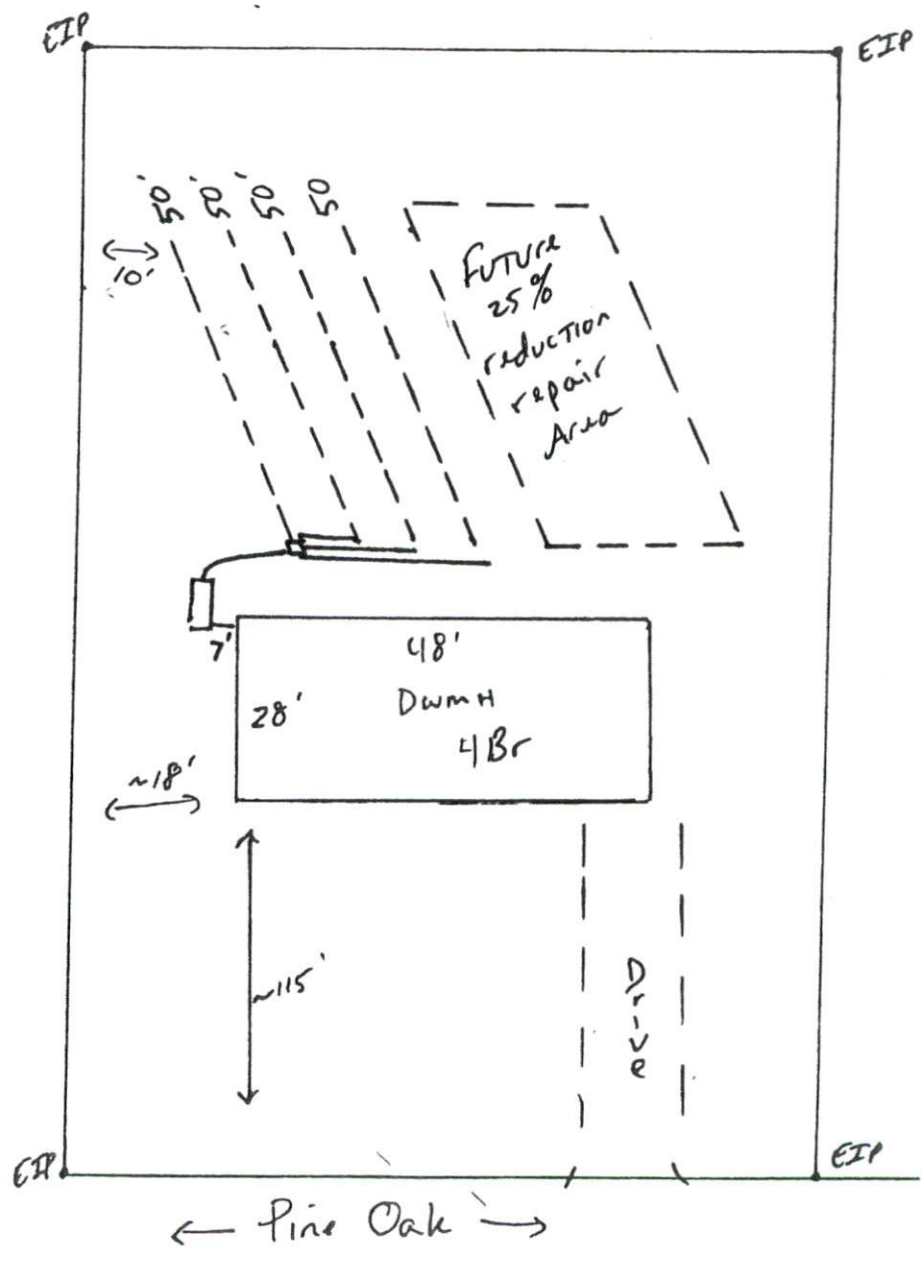 EIP
EIP
50' 50' 50' 50
10'
Future
25%
reduction
repair
Area
7'
48'
28'
DWMH
4Br
~18'
~115'
Drive
EIP
EIP
Pine Oak